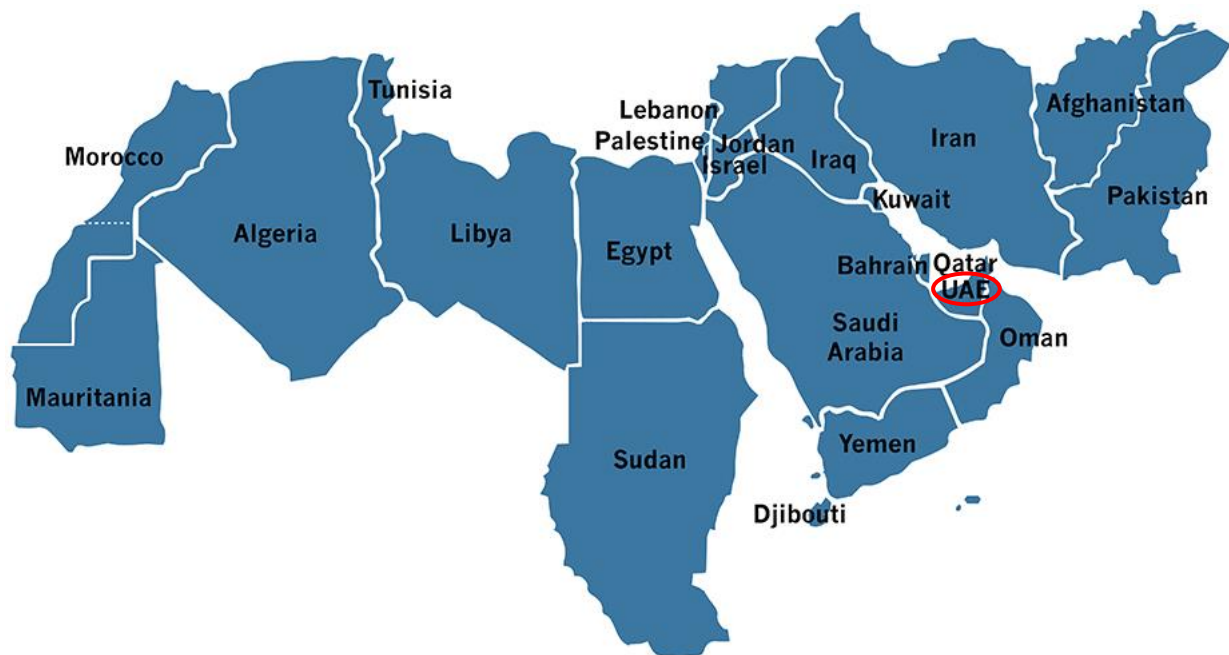 Tunisia
Morocco
Algeria
Libya
Egypt
Mauritania
Sudan
Lebanon
Palestine
Jordan
Israel
Iraq
Iran
Afghanistan
Pakistan
Kuwait
Bahrain
Qatar
UAE
Saudi
Arabia
Oman
Yemen
Djibouti